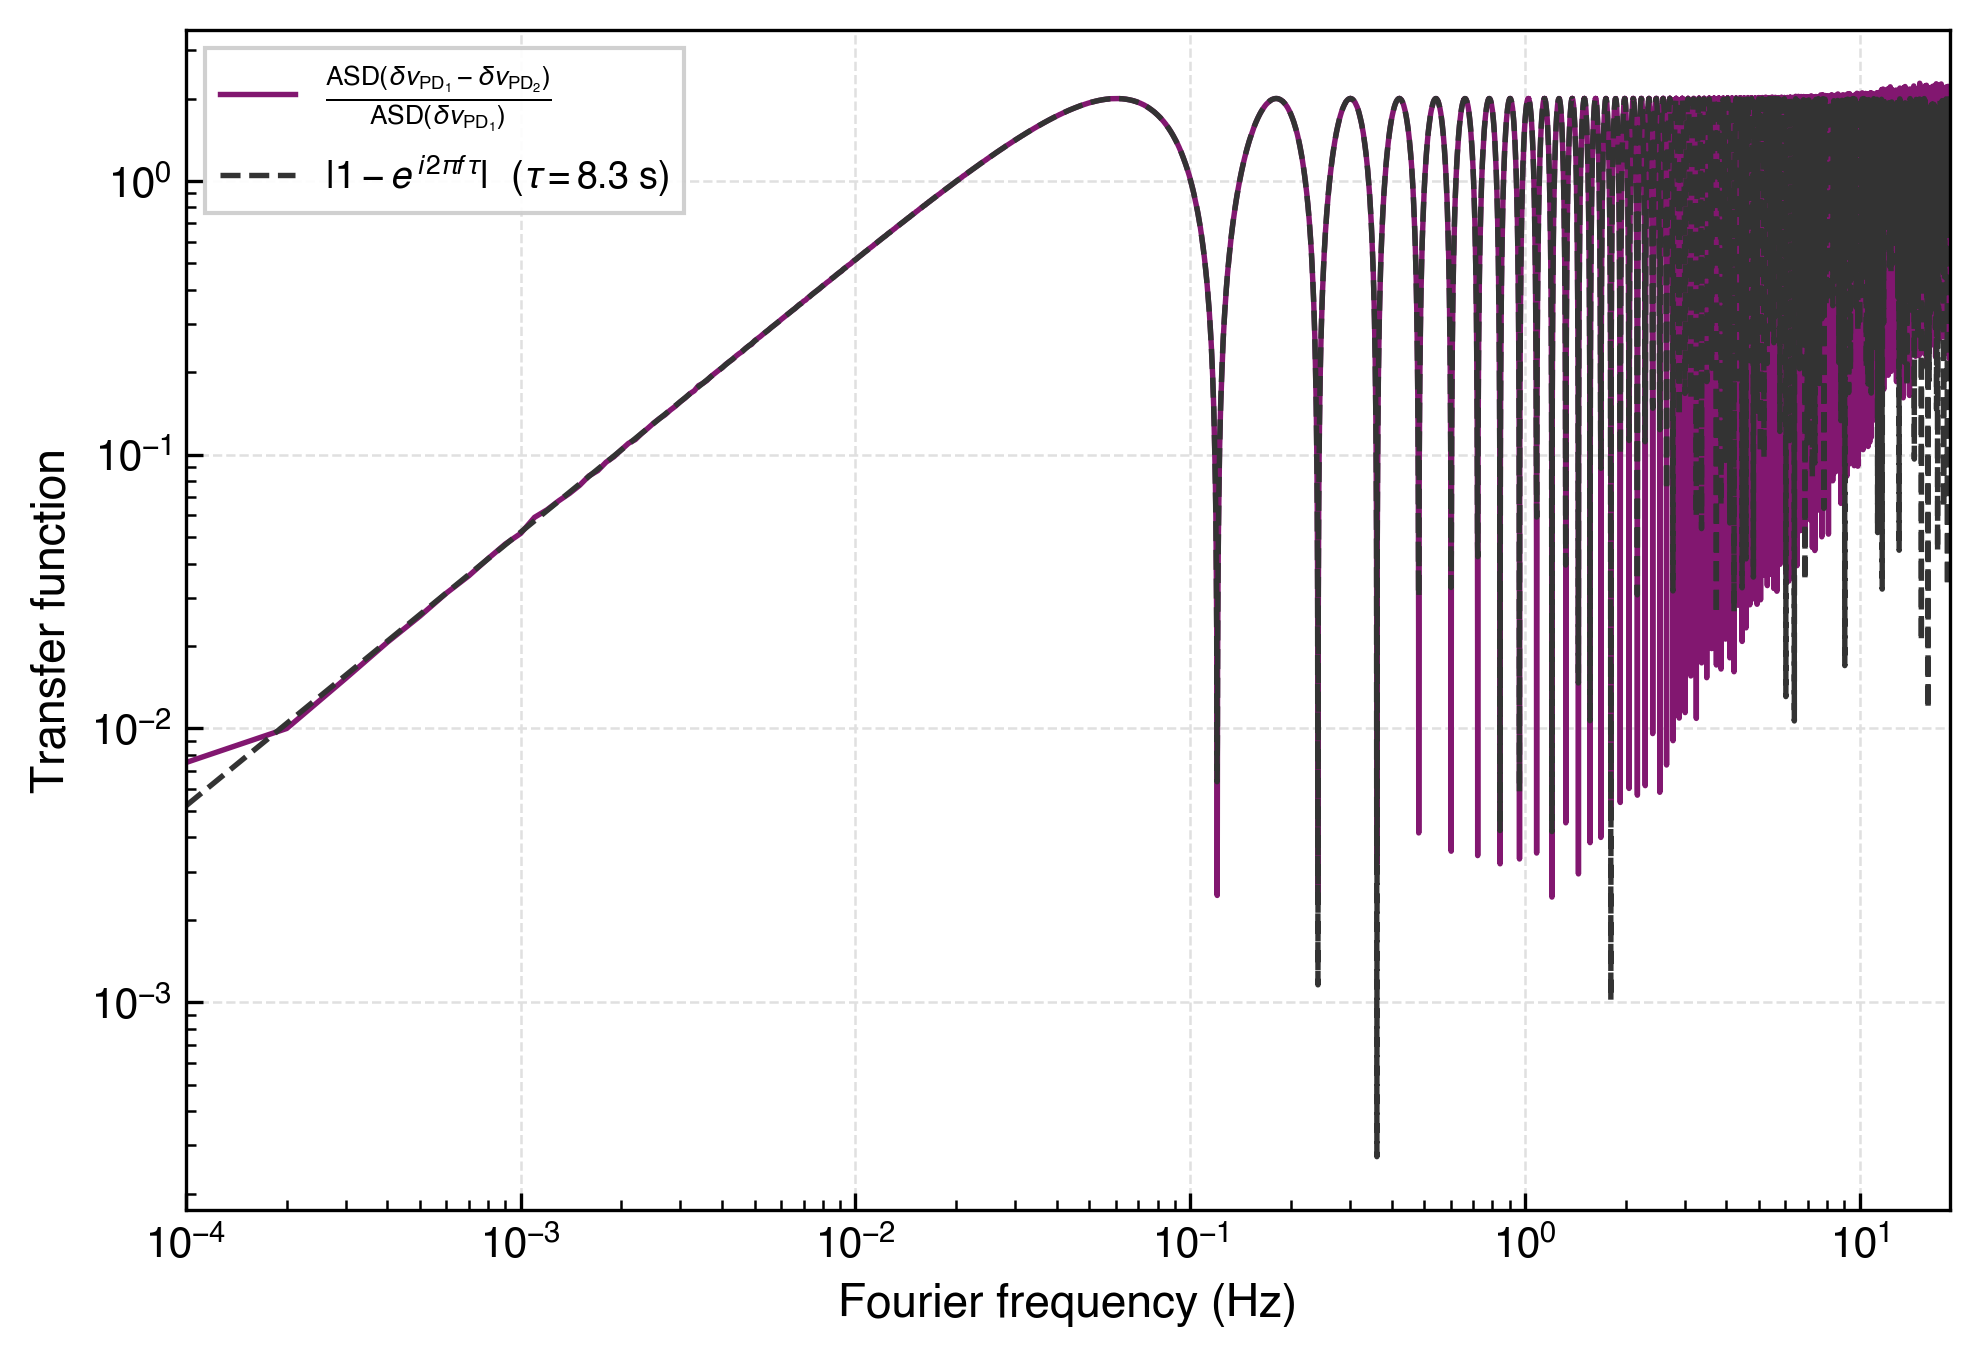 ASD(δν_PD₁ − δν_PD₂)
ASD(δν_PD₁)
|1 − e^{i2πfτ}| (τ = 8.3 s)
10⁰
10⁻¹
10⁻²
10⁻³
Transfer function
10⁻⁴ 10⁻³ 10⁻² 10⁻¹ 10⁰ 10¹
Fourier frequency (Hz)